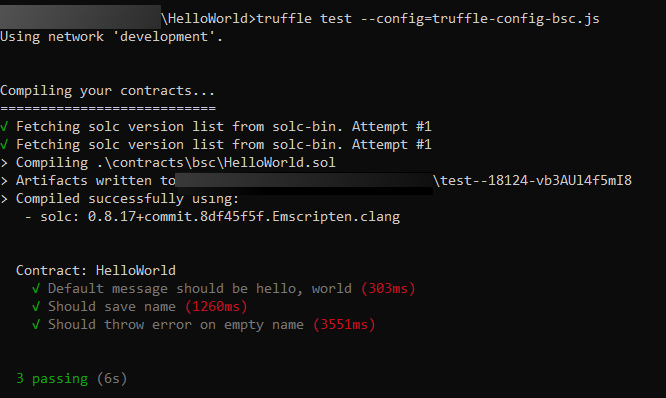 \HelloWorld>truffle test --config=truffle-config-bsc.js
Using network 'development'.
Compiling your contracts...
===========================
√ Fetching solc version list from solc-bin. Attempt #1
√ Fetching solc version list from solc-bin. Attempt #1
> Compiling .\contracts\bsc\HelloWorld.sol
> Artifacts written to \test--18124-vb3AUl4f5mI8
> Compiled successfully using:
- solc: 0.8.17+commit.8df45f5f.Emscripten.clang
Contract: HelloWorld
√ Default message should be hello, world (303ms)
√ Should save name (1260ms)
√ Should throw error on empty name (3551ms)
3 passing (6s)